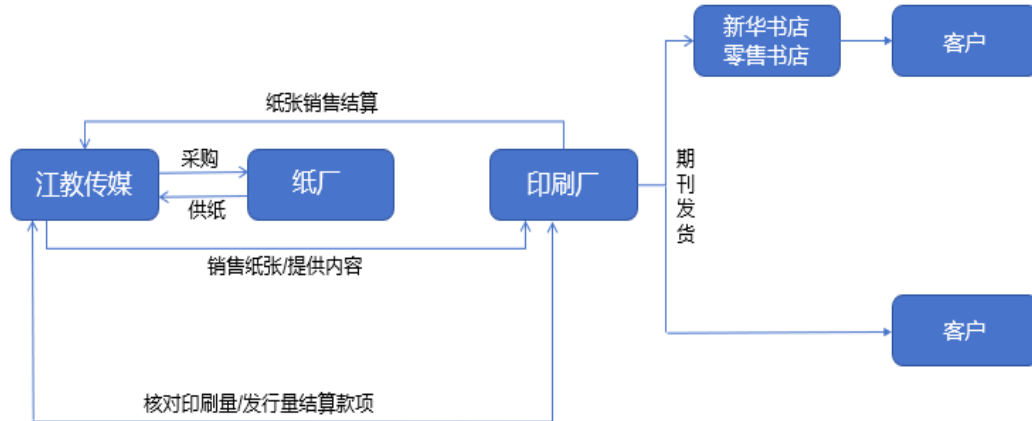 新华书店
零售书店
客户
纸张销售结算
江教传媒
采购
供纸
纸厂
印刷厂
期
刊
发
货
销售纸张/提供内容
客户
核对印刷量/发行量结算款项